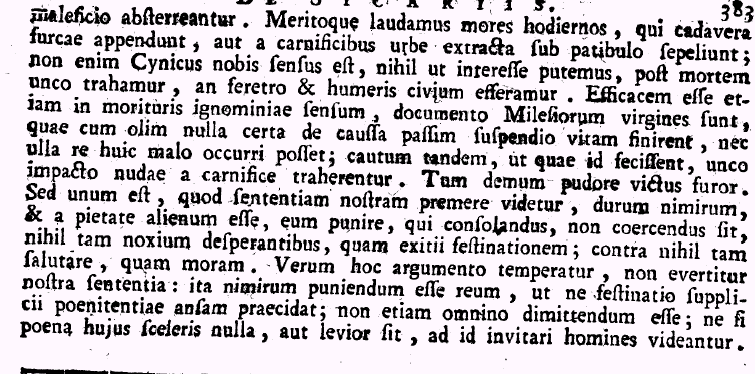 383
maleficio abſterreantur. Meritoque laudamus mores hodiernos, qui cadavera
furcae appendunt, aut a carnificibus urbe extracta ſub patibulo ſepeliunt;
non enim Cynicus nobis ſenſus eſt, nihil ut intereſſe putemus, poſt mortem
unco trahamur, an feretro & humeris civium efferamur. Efficacem eſſe et-
iam in morituris ignominiae ſenſum, documento Mileſiorum virgines ſunt,
quae cum olim nulla certa de cauſſa paſſim ſuſpendio vitam finirent, nec
ulla re huic malo occurri poſſet; cautum tandem, ut quae id feciſſent, unco
impacto nudae a carnifice traherentur. Tum demum pudore victus furor.
Sed unum eſt, quod ſententiam noſtram premere videtur, durum nimirum,
& a pietate alienum eſſe, eum punire, qui conſolandus, non coercendus ſit,
nihil tam noxium deſperantibus, quam exitii feſtinationem; contra nihil tam
ſalutare, quam moram. Verum hoc argumento temperatur, non evertitur
noſtra ſententia: ita nimirum puniendum eſſe reum, ut ne feſtinatio ſuppli-
cii poenitentiae anſam praecidat; non etiam omnino dimittendum eſſe; ne ſi
poena hujus ſceleris nulla, aut levior ſit, ad id invitari homines videantur.